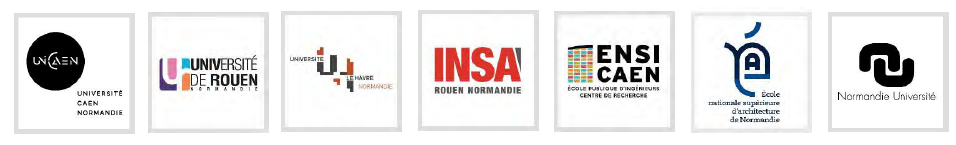 UNICAEN
UNIVERSITÉ
CAEN
NORMANDIE
UNIVERSITÉ
DE ROUEN
NORMANDIE
UNIVERSITÉ
LE HAVRE
NORMANDIE
INSA
ROUEN NORMANDIE
ENSI
CAEN
ÉCOLE PUBLIQUE D'INGÉNIEURS
CENTRE DE RECHERCHE
École
nationale supérieure
d'architecture
de Normandie
Normandie Université